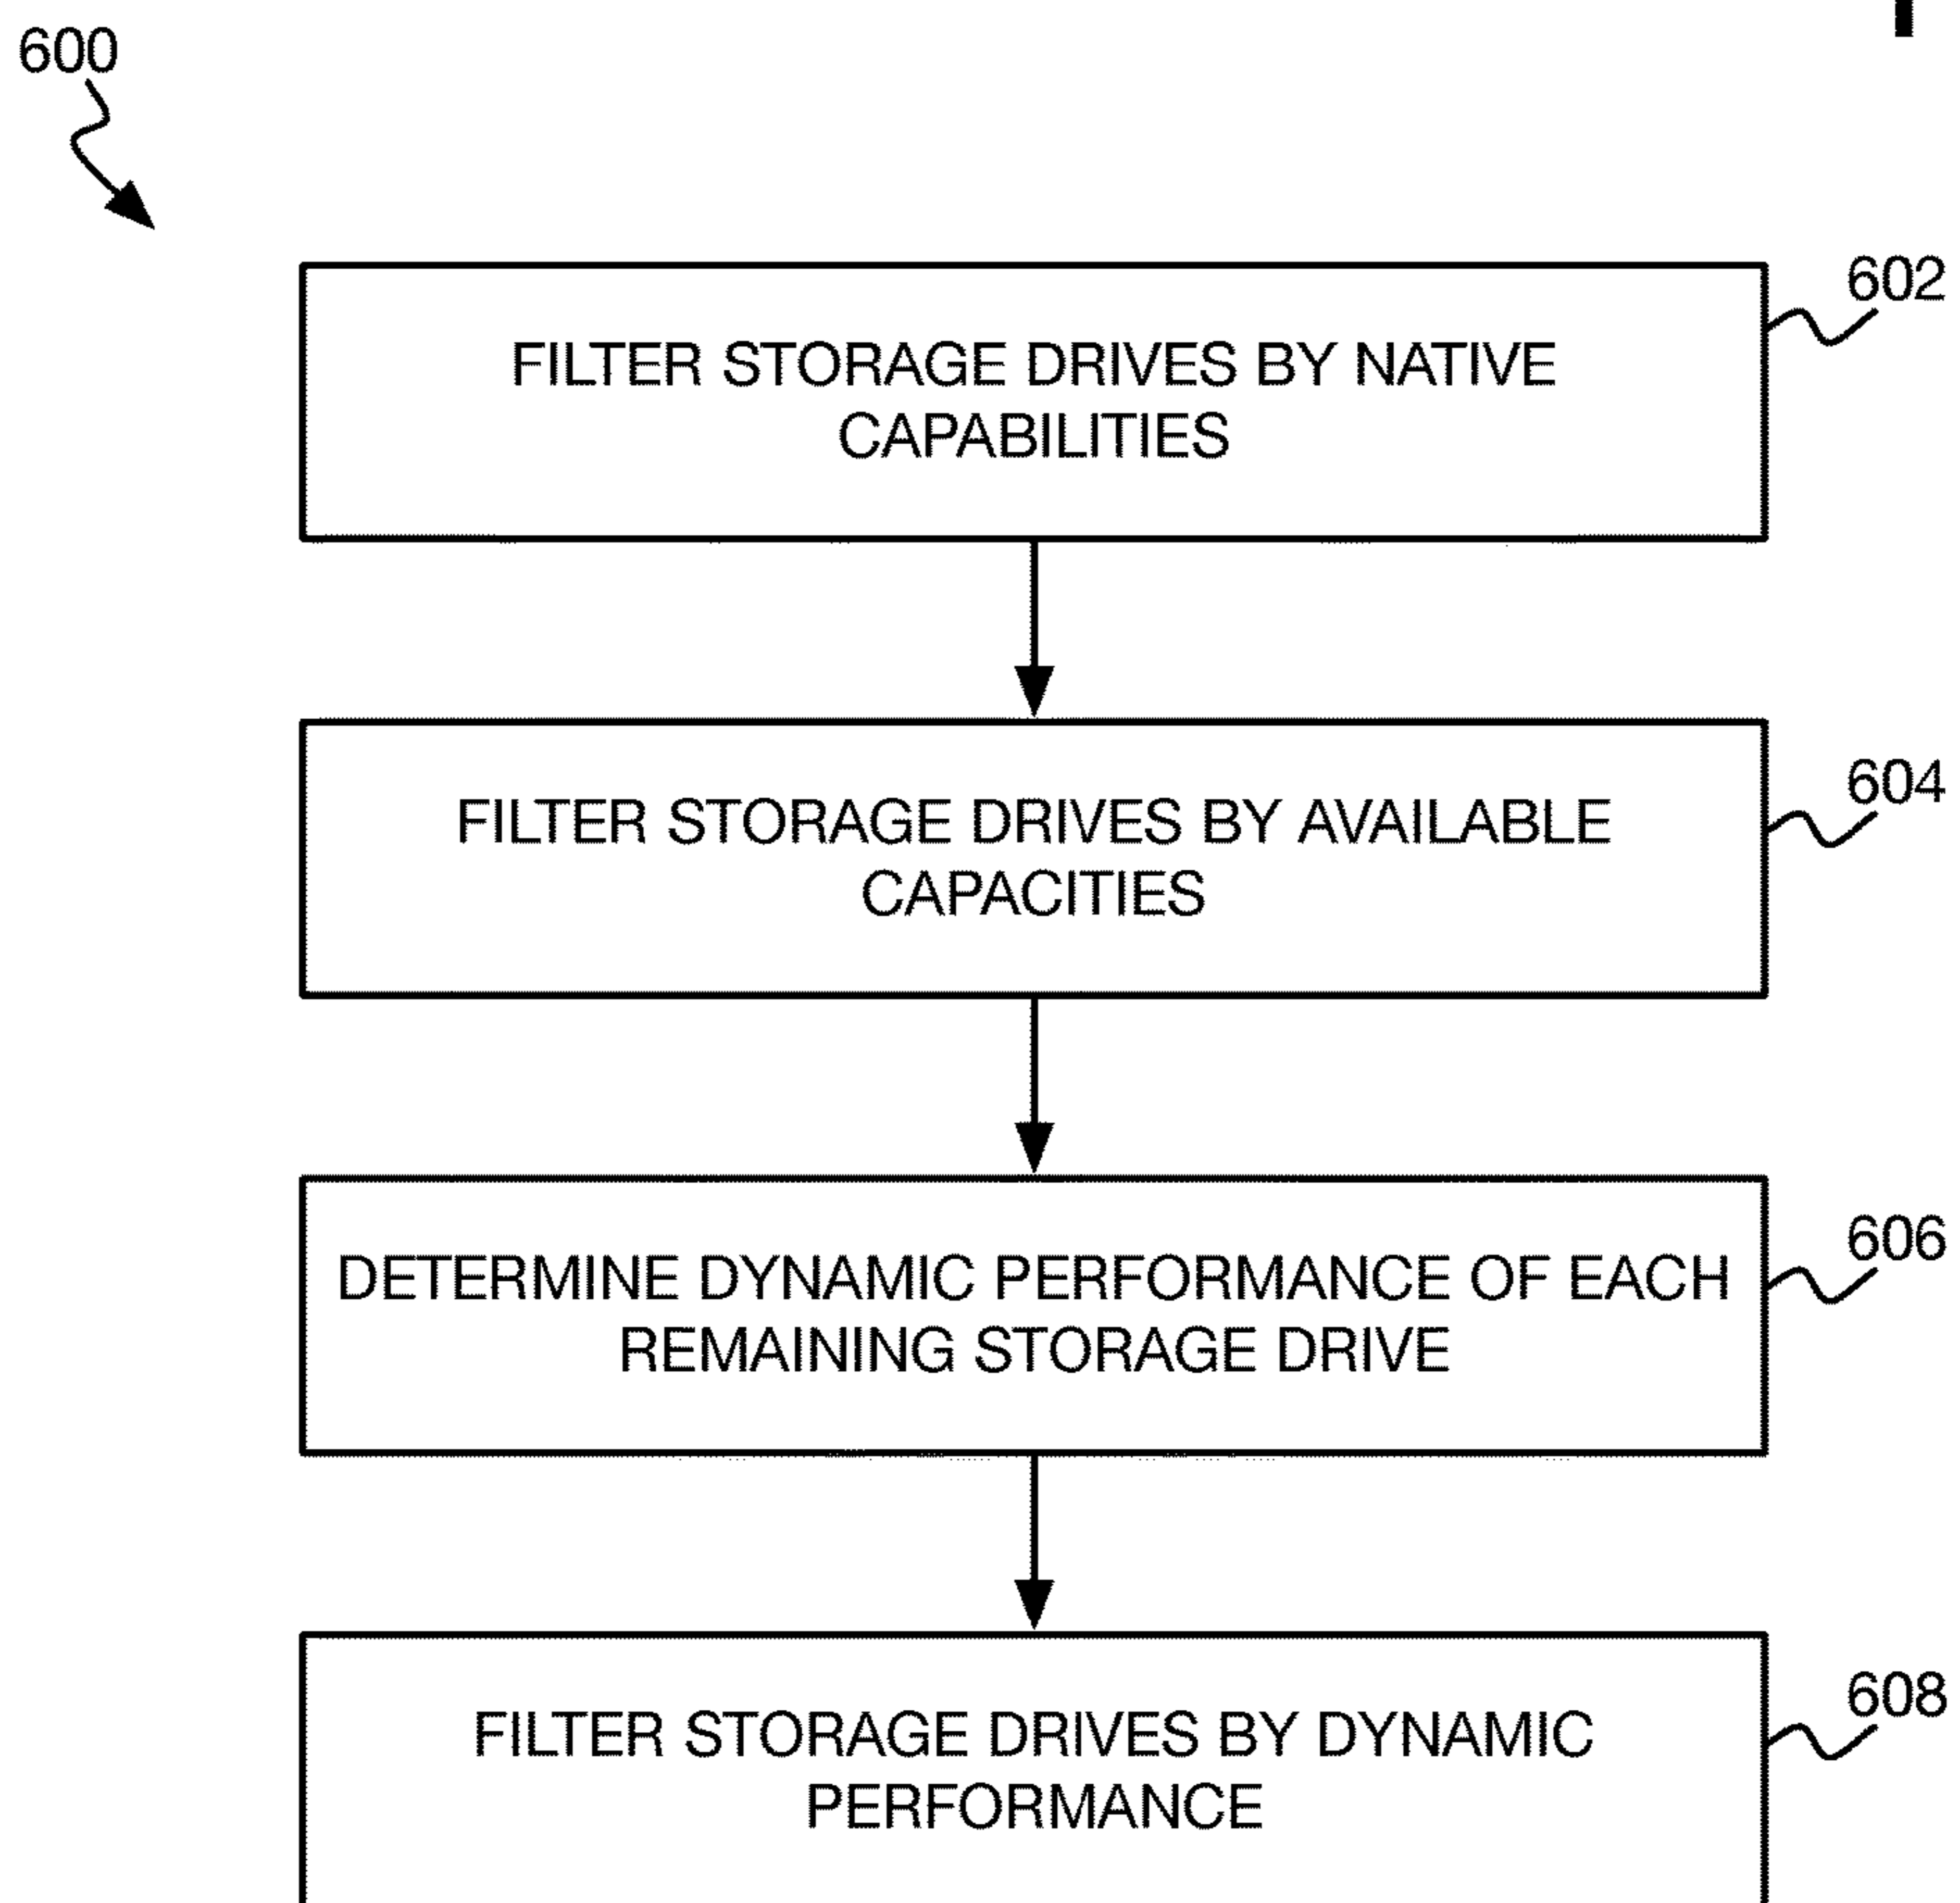 600
602
FILTER STORAGE DRIVES BY NATIVE
CAPABILITIES
604
FILTER STORAGE DRIVES BY AVAILABLE
CAPACITIES
606
DETERMINE DYNAMIC PERFORMANCE OF EACH
REMAINING STORAGE DRIVE
608
FILTER STORAGE DRIVES BY DYNAMIC
PERFORMANCE